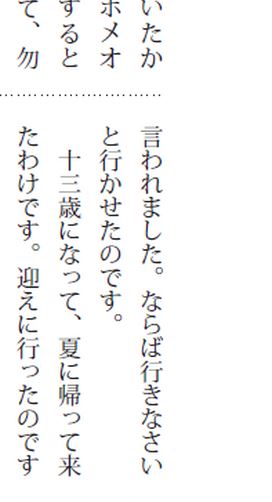 いたか
ホメオ
すると
て、勿
言われました。ならば行きなさい
と行かせたのです。
十三歳になって、夏に帰って来
たわけです。迎えに行ったのです